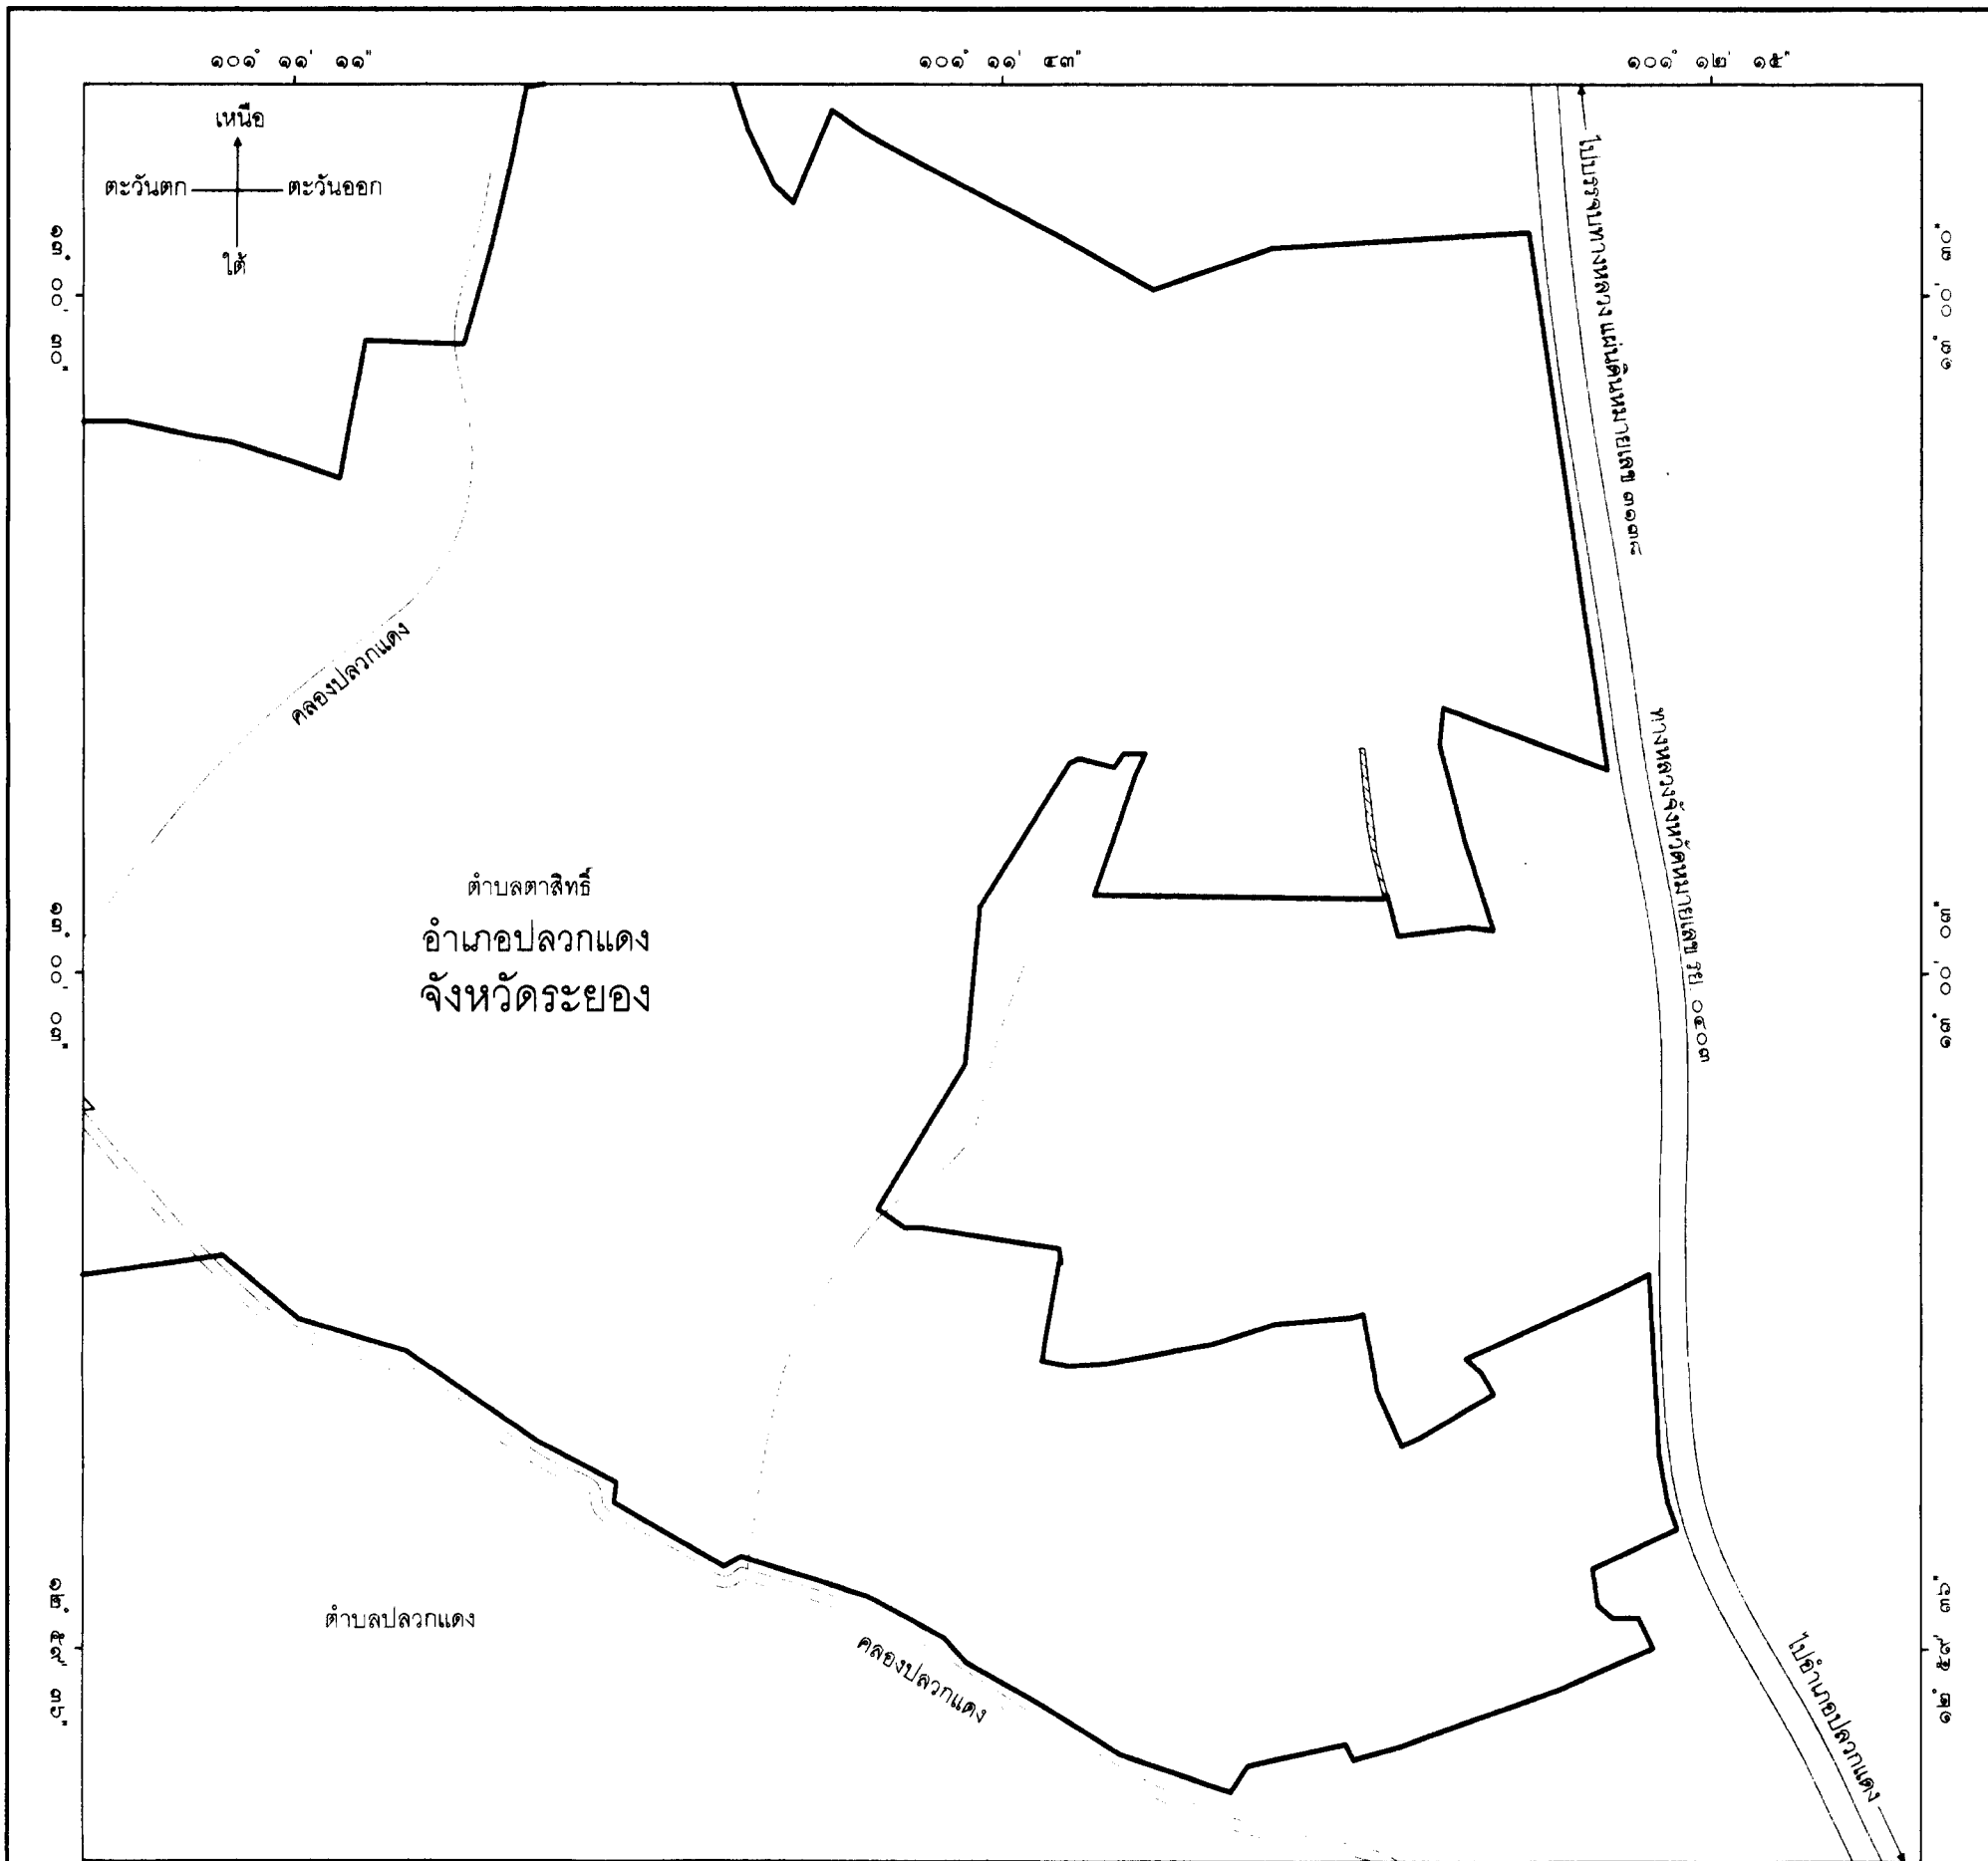 ๑๐๑° ๑๑' ๑๑"
๑๐๑° ๑๑' ๔๓"
๑๐๑° ๑๒' ๑๕"
เหนือ
ตะวันตก
ตะวันออก
ใต้
๑๓° ๐๐' ๓๐"
๑๓° ๐๐' ๓๐"
ไปบรรจบทางหลวงแผ่นดินหมายเลข ๓๑๓๘
คลองปลวกแดง
ทางหลวงจังหวัดหมายเลข รย. ๐๔๐๓
ตำบลตาสิทธิ์
อำเภอปลวกแดง
จังหวัดระยอง
๑๓° ๐๐' ๐๓"
๑๓° ๐๐' ๐๓"
ตำบลปลวกแดง
คลองปลวกแดง
๑๒° ๕๙' ๓๖"
๑๒° ๕๙' ๓๖"
ไปอำเภอปลวกแดง